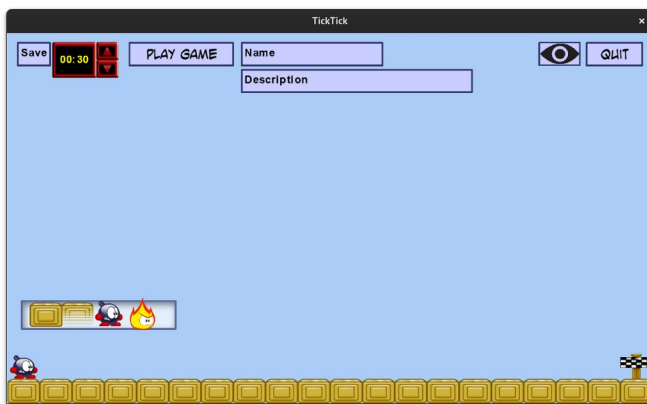 TickTick
×
Save
00:30
PLAY GAME
Name
QUIT
Description